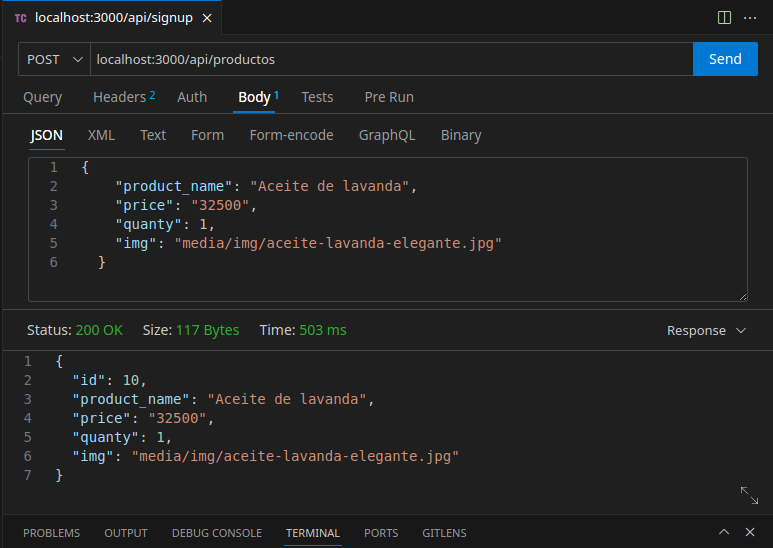 TC localhost:3000/api/signup ×
POST localhost:3000/api/productos Send
Query Headers 2 Auth Body 1 Tests Pre Run
JSON XML Text Form Form-encode GraphQL Binary
1 {
2 "product_name": "Aceite de lavanda",
3 "price": "32500",
4 "quanty": 1,
5 "img": "media/img/aceite-lavanda-elegante.jpg"
6 }
Status: 200 OK Size: 117 Bytes Time: 503 ms Response
1 {
2 "id": 10,
3 "product_name": "Aceite de lavanda",
4 "price": "32500",
5 "quanty": 1,
6 "img": "media/img/aceite-lavanda-elegante.jpg"
7 }
PROBLEMS OUTPUT DEBUG CONSOLE TERMINAL PORTS GITLENS